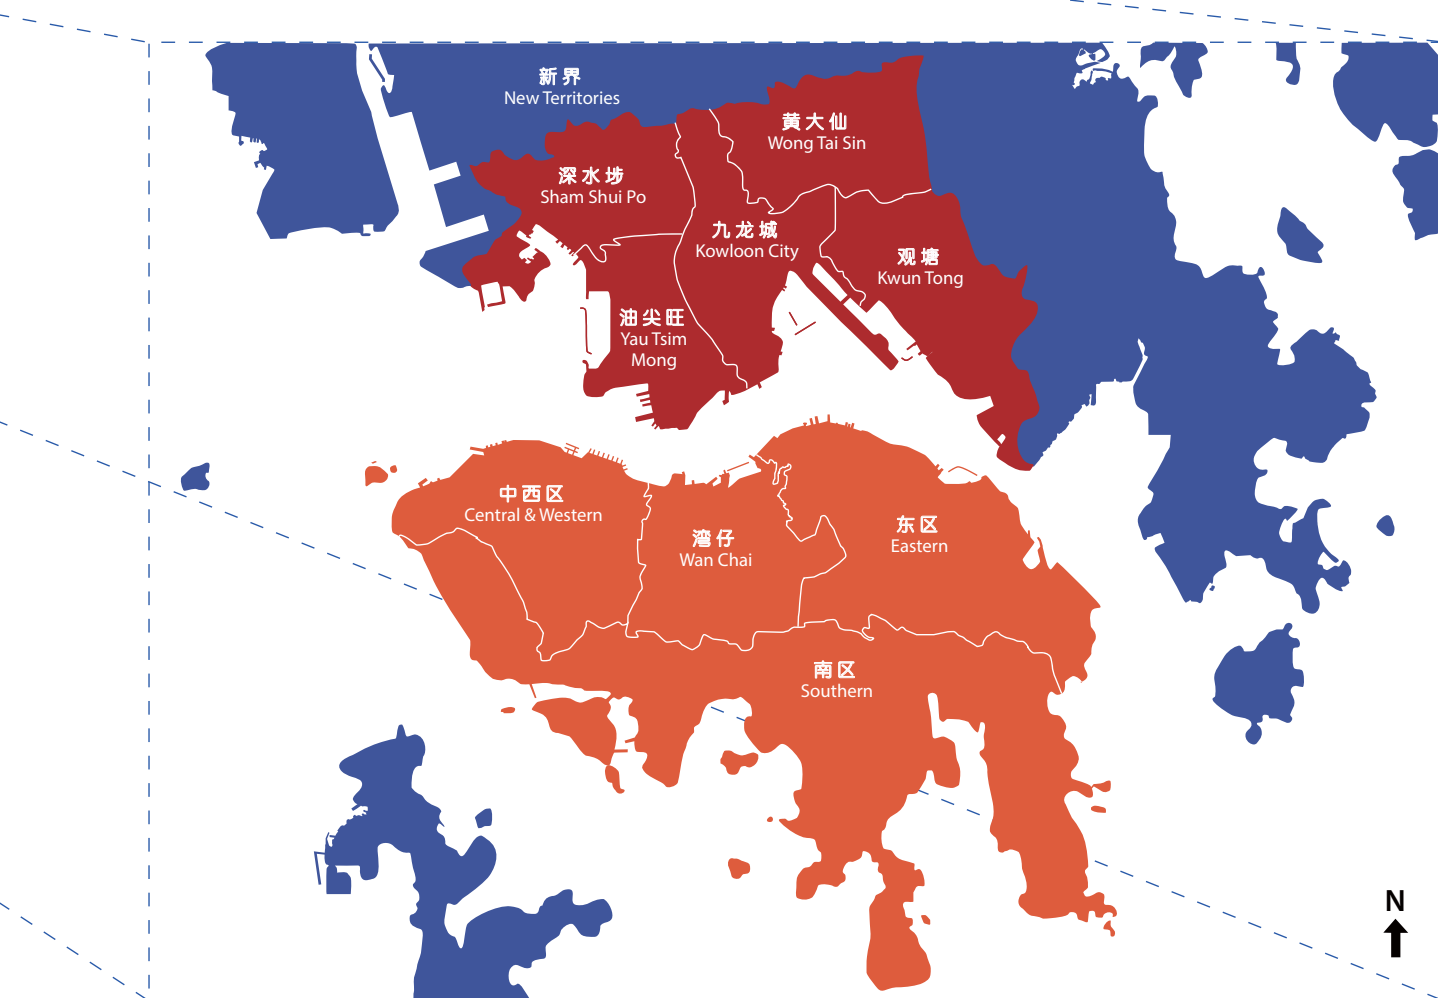 新界
New Territories
黄大仙
Wong Tai Sin
深水埗
Sham Shui Po
九龙城
Kowloon City
观塘
Kwun Tong
油尖旺
Yau Tsim
Mong
中西区
Central & Western
湾仔
Wan Chai
东区
Eastern
南区
Southern
N